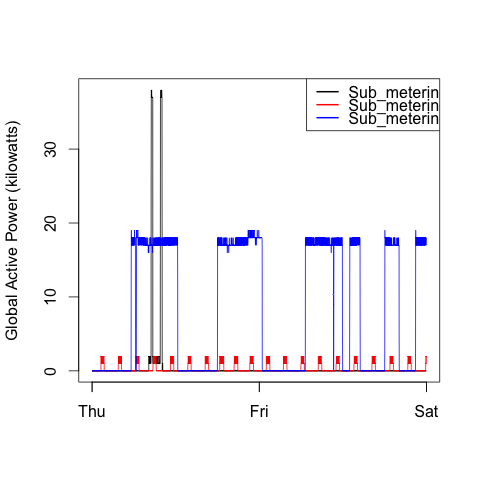 Global Active Power (kilowatts)
30
20
10
0
Thu
Fri
Sat
Sub_meterin
Sub_meterin
Sub_meterin